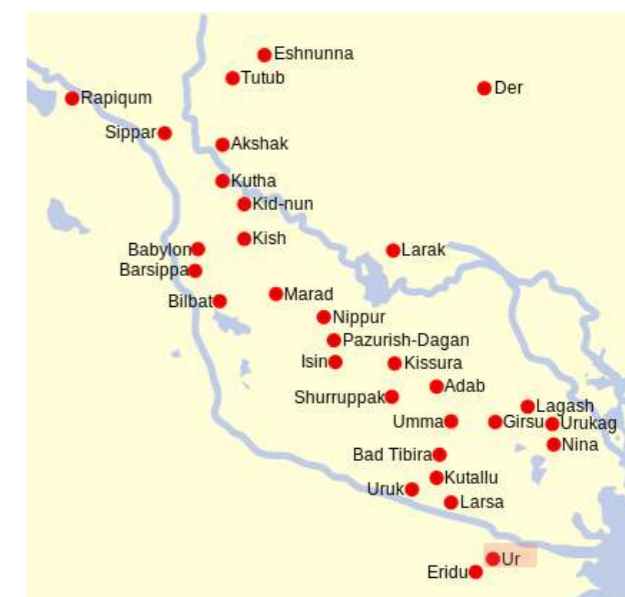 Eshnunna
Tutub
Der
Rapiqum
Sippar
Akshak
Kutha
Kid-nun
Kish
Babylon
Larak
Barsippa
Marad
Bilbat
Nippur
Pazurish-Dagan
Isin
Kissura
Adab
Shurruppak
Lagash
Umma
Girsu
Urukag
Nina
Bad Tibira
Kutallu
Uruk
Larsa
Ur
Eridu